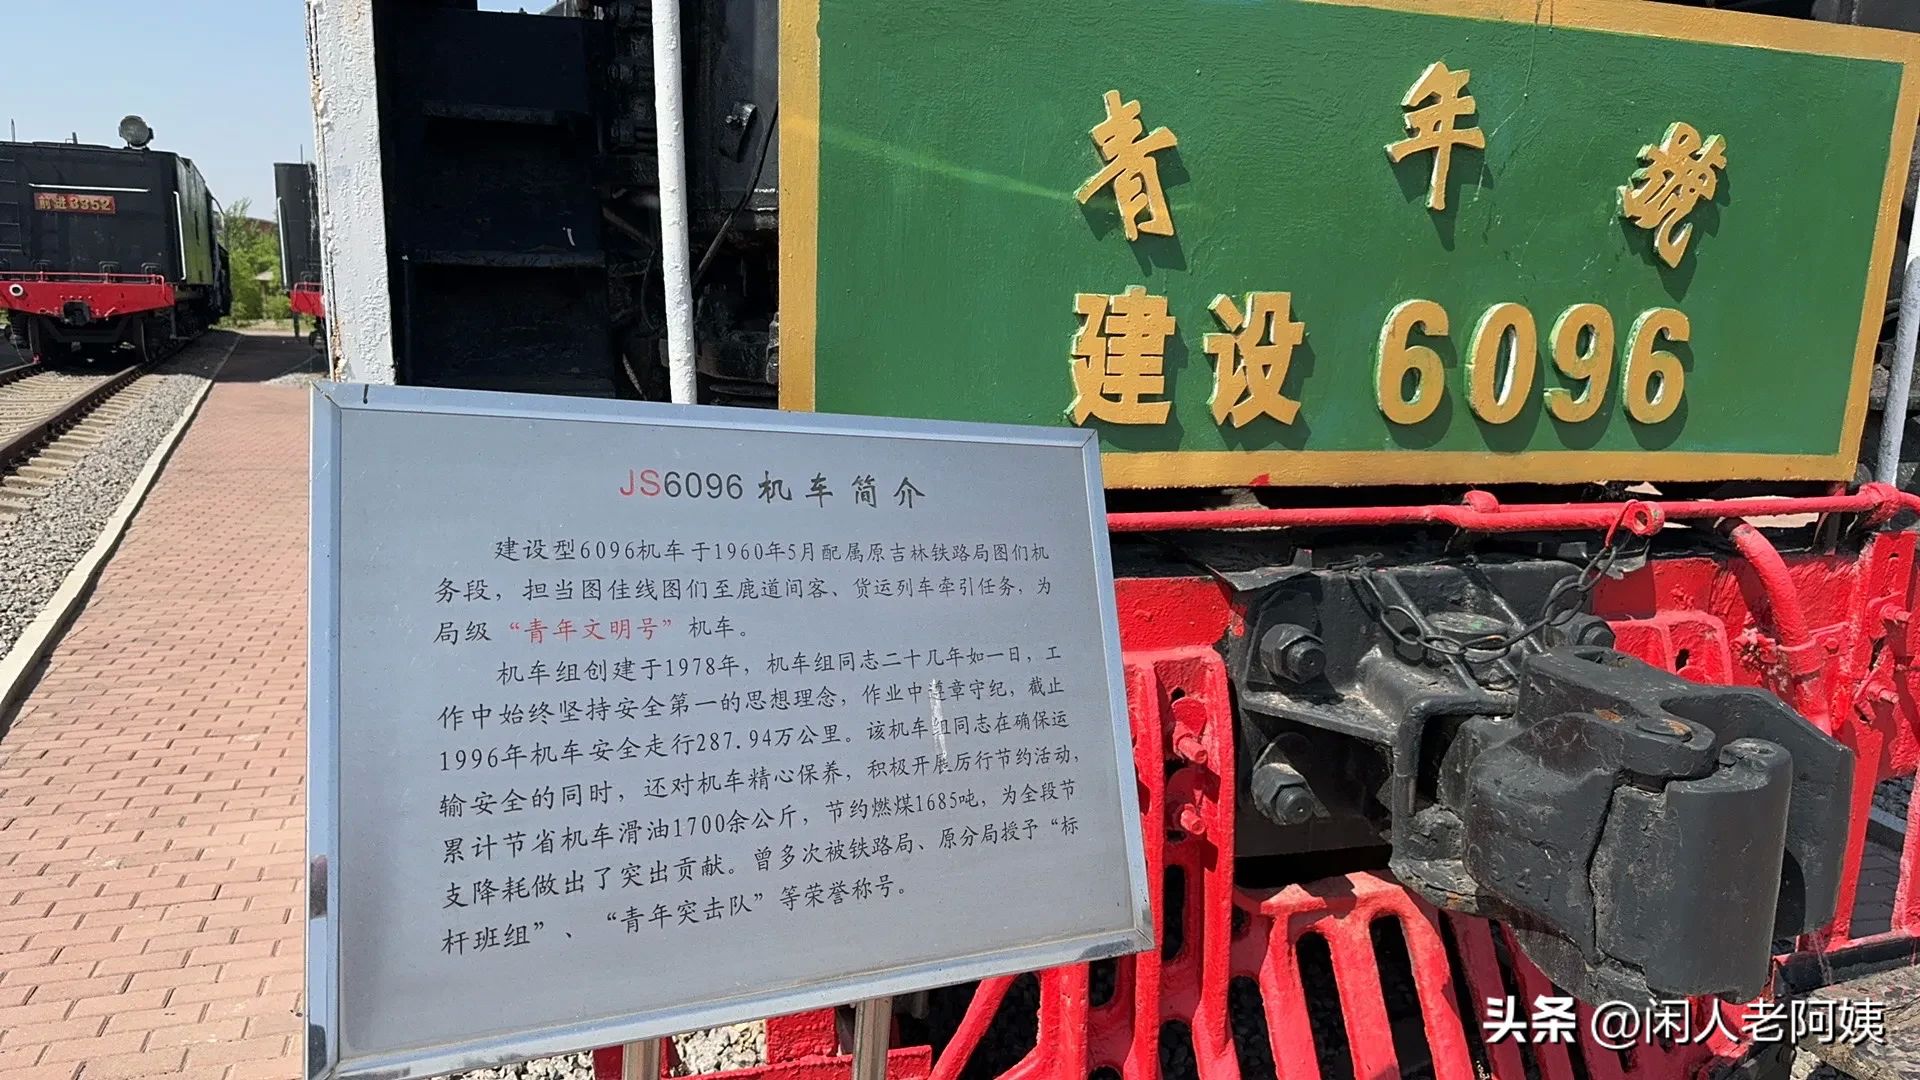 前进3952
青年号
建设6096
JS6096机车简介
建设型6096机车于1960年5月配属原吉林铁路局图们机
务段，担当图佳线图们至鹿道间客、货运列车牵引任务，为
局级“青年文明号”机车。
机车组创建于1978年，机车组同志二十几年如一日，工
作中始终坚持安全第一的思想理念，作业中遵章守纪，截止
1996年机车安全走行287.94万公里。该机车组同志在确保运
输安全的同时，还对机车精心保养，积极开展厉行节约活动，
累计节省机车滑油1700余公斤，节约燃煤1685吨，为全段节
支降耗做出了突出贡献。曾多次被铁路局、原分局授予“标
杆班组”、“青年突击队”等荣誉称号。
头条 @闲人老阿姨